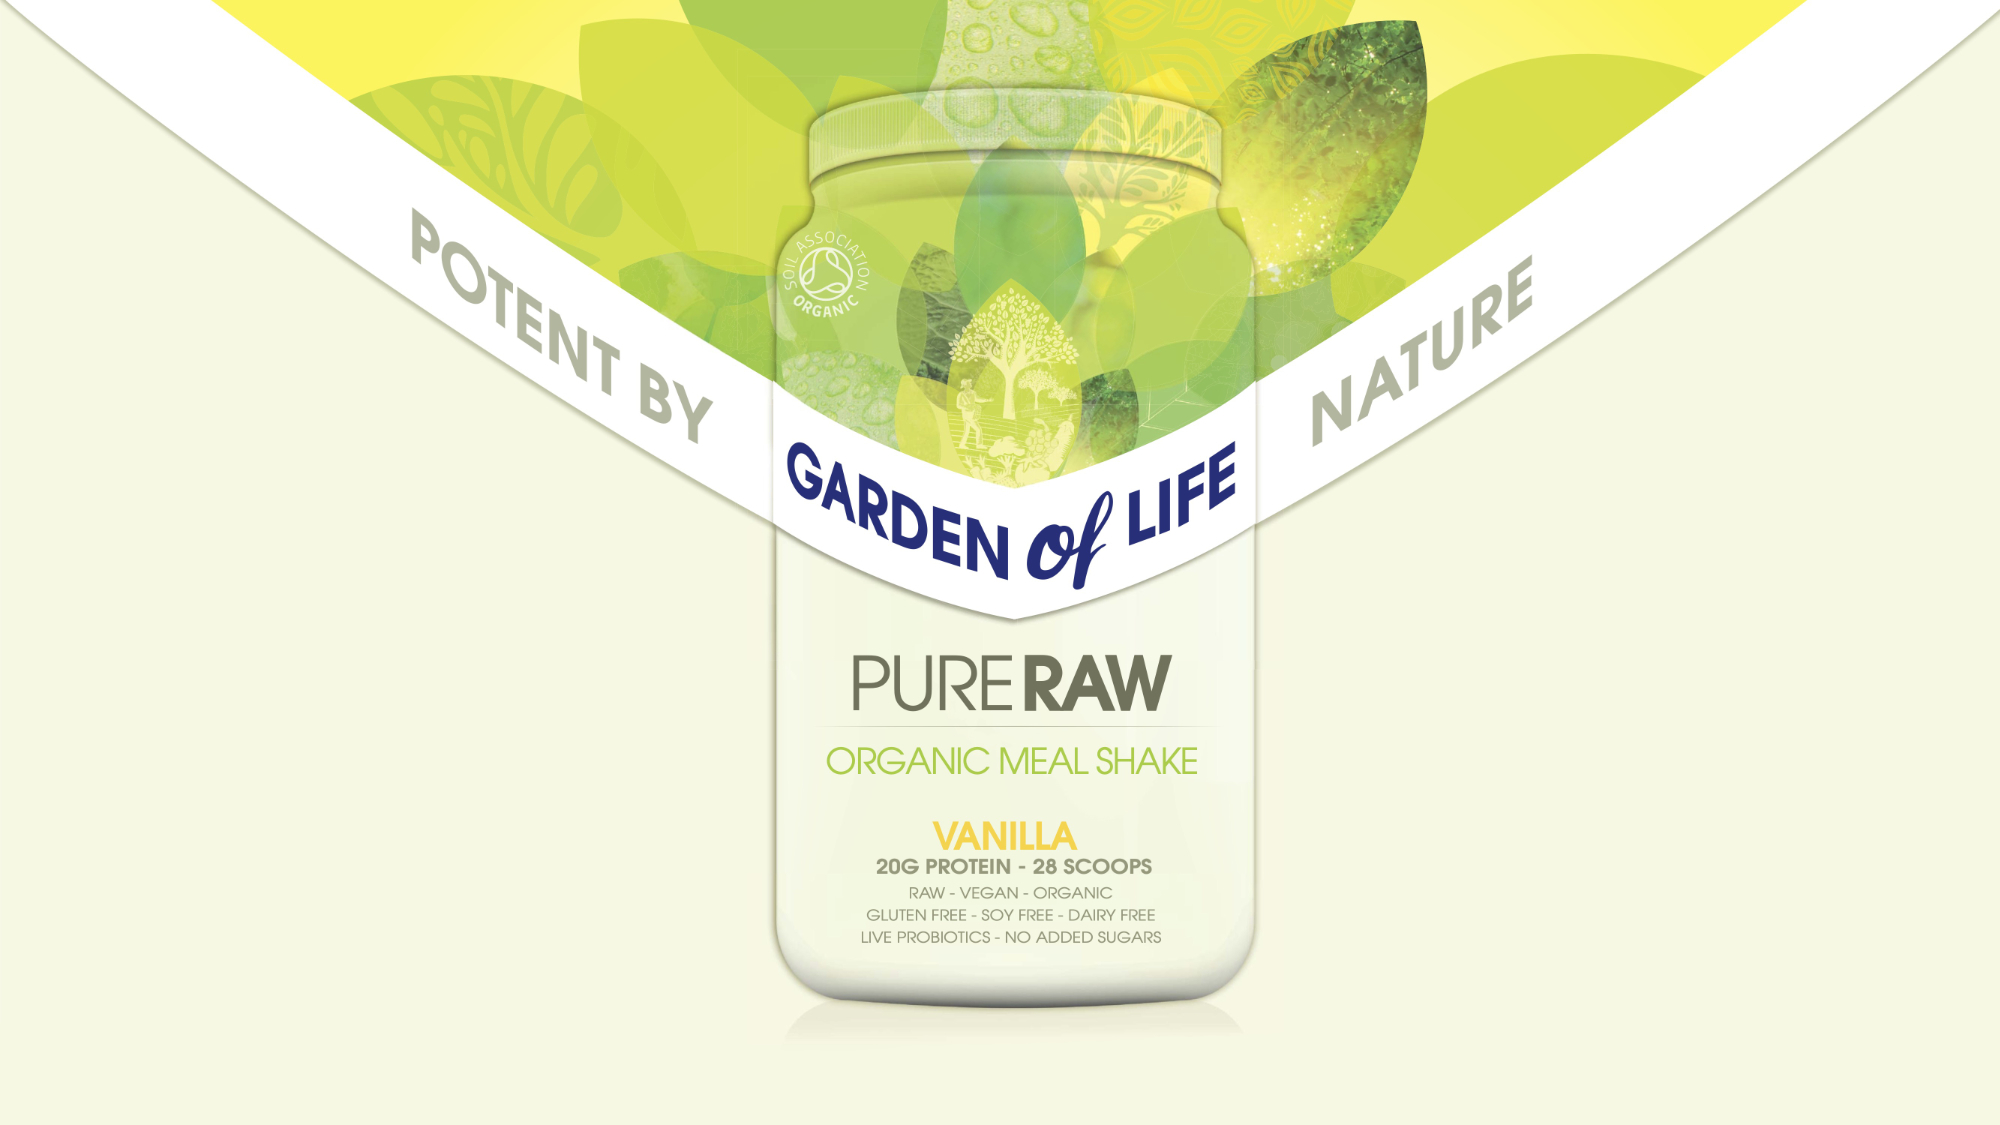 POTENT BY
NATURE
SOIL ASSOCIATION
ORGANIC
GARDEN of LIFE
PURE RAW
ORGANIC MEAL SHAKE
VANILLA
20G PROTEIN - 28 SCOOPS
RAW - VEGAN - ORGANIC
GLUTEN FREE - SOY FREE - DAIRY FREE
LIVE PROBIOTICS - NO ADDED SUGARS